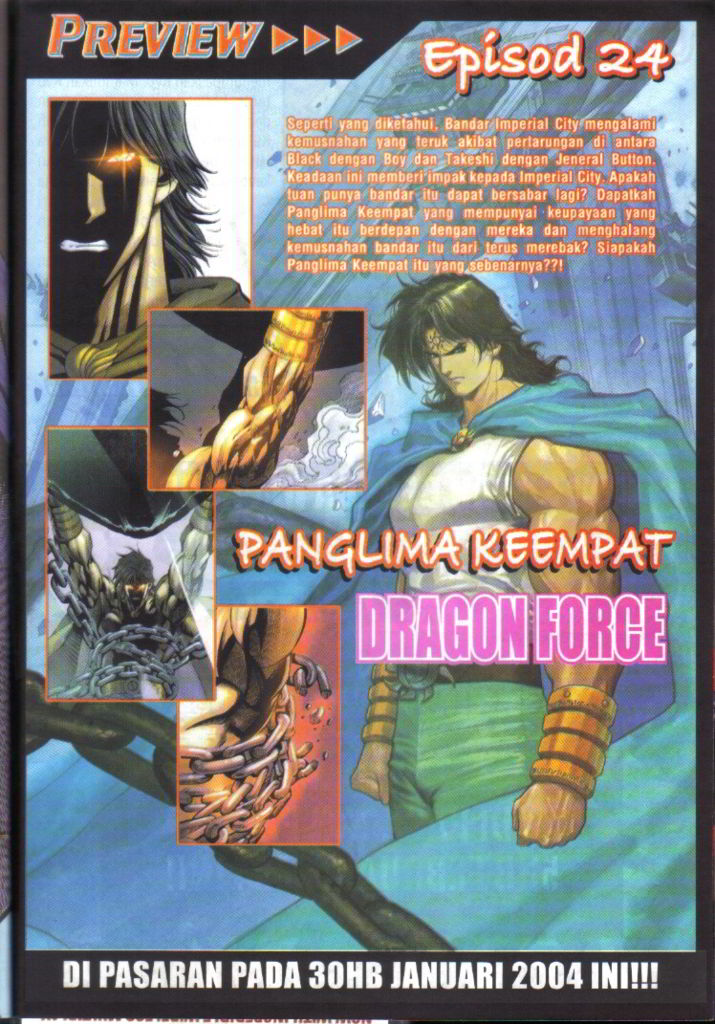 PREVIEW
Episod 24
Seperti yang diketahui, Bandar Imperial City mengalami
kemusnahan yang teruk akibat pertarungan di antara
Black dengan Boy dan Takeshi dengan Jeneral Button.
Keadaan ini memberi impak kepada Imperial City. Apakah
tuan punya bandar itu dapat bersabar lagi? Dapatkah
Panglima Keempat yang mempunyai keupayaan yang
hebat itu berdepan dengan mereka dan menghalang
kemusnahan bandar itu dari terus merebak? Siapakah
Panglima Keempat itu yang sebenarnya??!
PANGLIMA KEEMPAT
DRAGON FORCE
DI PASARAN PADA 30HB JANUARI 2004 INI!!!